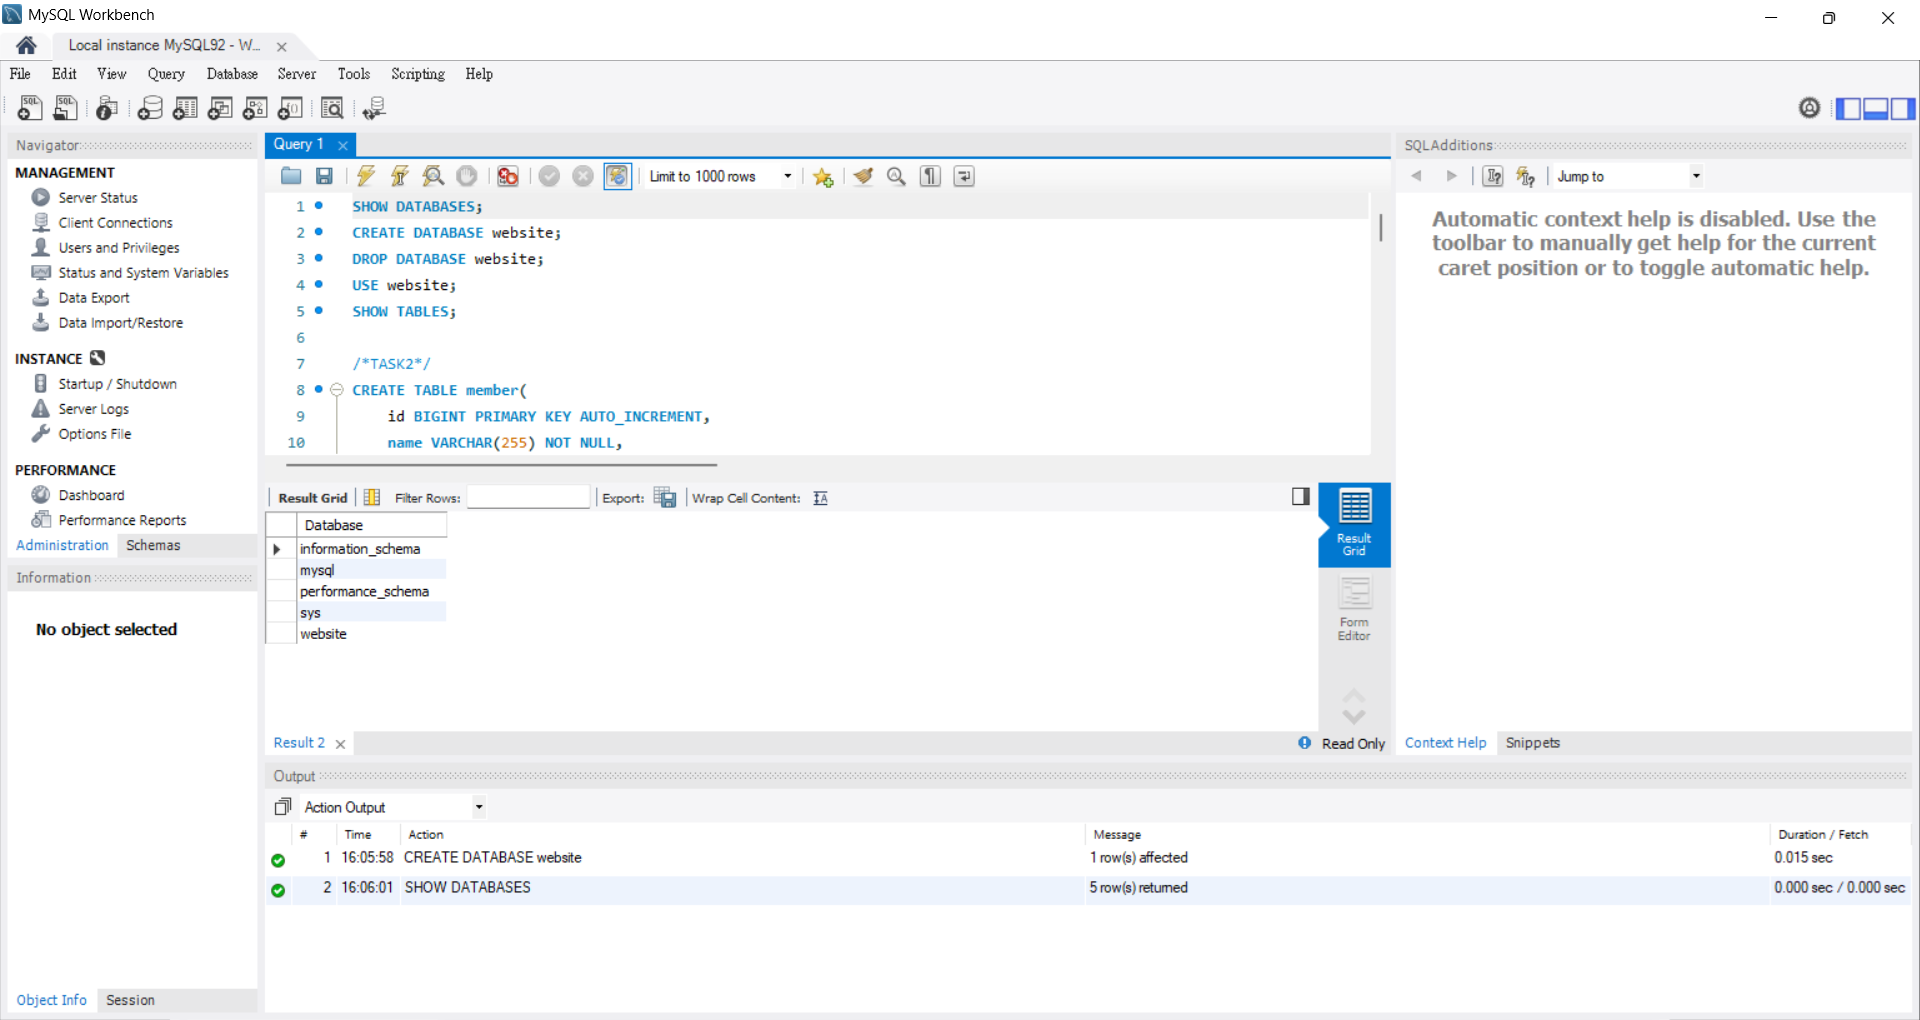 MySQL Workbench
Local instance MySQL92 - W...
File Edit View Query Database Server Tools Scripting Help
Navigator
MANAGEMENT
Server Status
Client Connections
Users and Privileges
Status and System Variables
Data Export
Data Import/Restore
INSTANCE
Startup / Shutdown
Server Logs
Options File
PERFORMANCE
Dashboard
Performance Reports
Administration Schemas
Information
No object selected
Object Info Session
Query 1
Limit to 1000 rows
1 SHOW DATABASES;
2 CREATE DATABASE website;
3 DROP DATABASE website;
4 USE website;
5 SHOW TABLES;
6
7 /*TASK2*/
8 CREATE TABLE member(
9 id BIGINT PRIMARY KEY AUTO_INCREMENT,
10 name VARCHAR(255) NOT NULL,
Result Grid Filter Rows: Export: Wrap Cell Content:
Database
information_schema
mysql
performance_schema
sys
website
Result Grid
Form Editor
Result 2
Read Only
SQLAdditions
Jump to
Automatic context help is disabled. Use the
toolbar to manually get help for the current
caret position or to toggle automatic help.
Context Help Snippets
Output
Action Output
# Time Action Message Duration / Fetch
1 16:05:58 CREATE DATABASE website 1 row(s) affected 0.015 sec
2 16:06:01 SHOW DATABASES 5 row(s) returned 0.000 sec / 0.000 sec